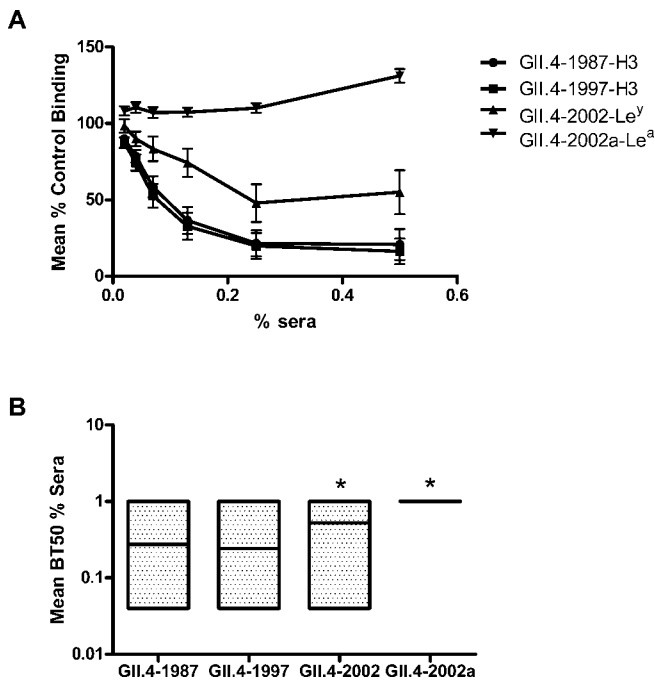 A
Mean % Control Binding
150
100
50
0
0.0 0.2 0.4 0.6
% sera
GII.4-1987-H3
GII.4-1997-H3
GII.4-2002-Leʸ
GII.4-2002a-Leᵃ
B
Mean BT50 % Sera
10
1
0.1
0.01
* *
GII.4-1987 GII.4-1997 GII.4-2002 GII.4-2002a